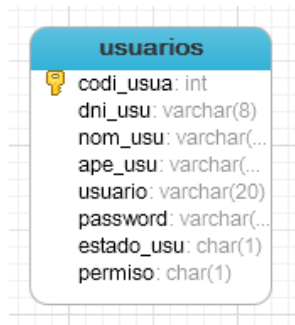 usuarios
codi_usua: int
dni_usu: varchar(8)
nom_usu: varchar(...
ape_usu: varchar(...
usuario: varchar(20)
password: varchar(...
estado_usu: char(1)
permiso: char(1)